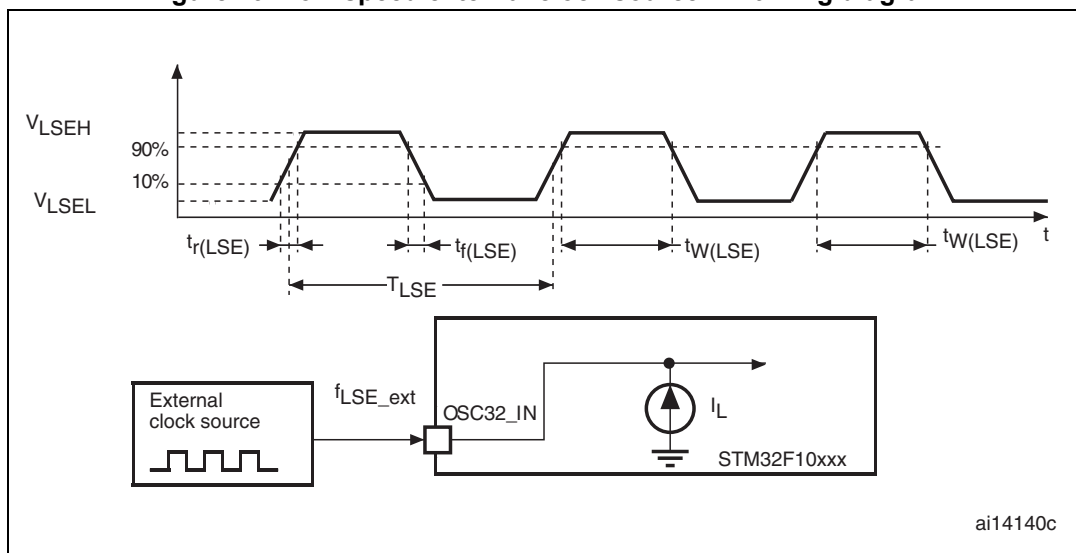 VLSEH
90%
10%
VLSEL
tr(LSE)
tf(LSE)
tW(LSE)
tW(LSE)
t
TLSE
External
clock source
fLSE_ext
OSC32_IN
IL
STM32F10xxx
ai14140c